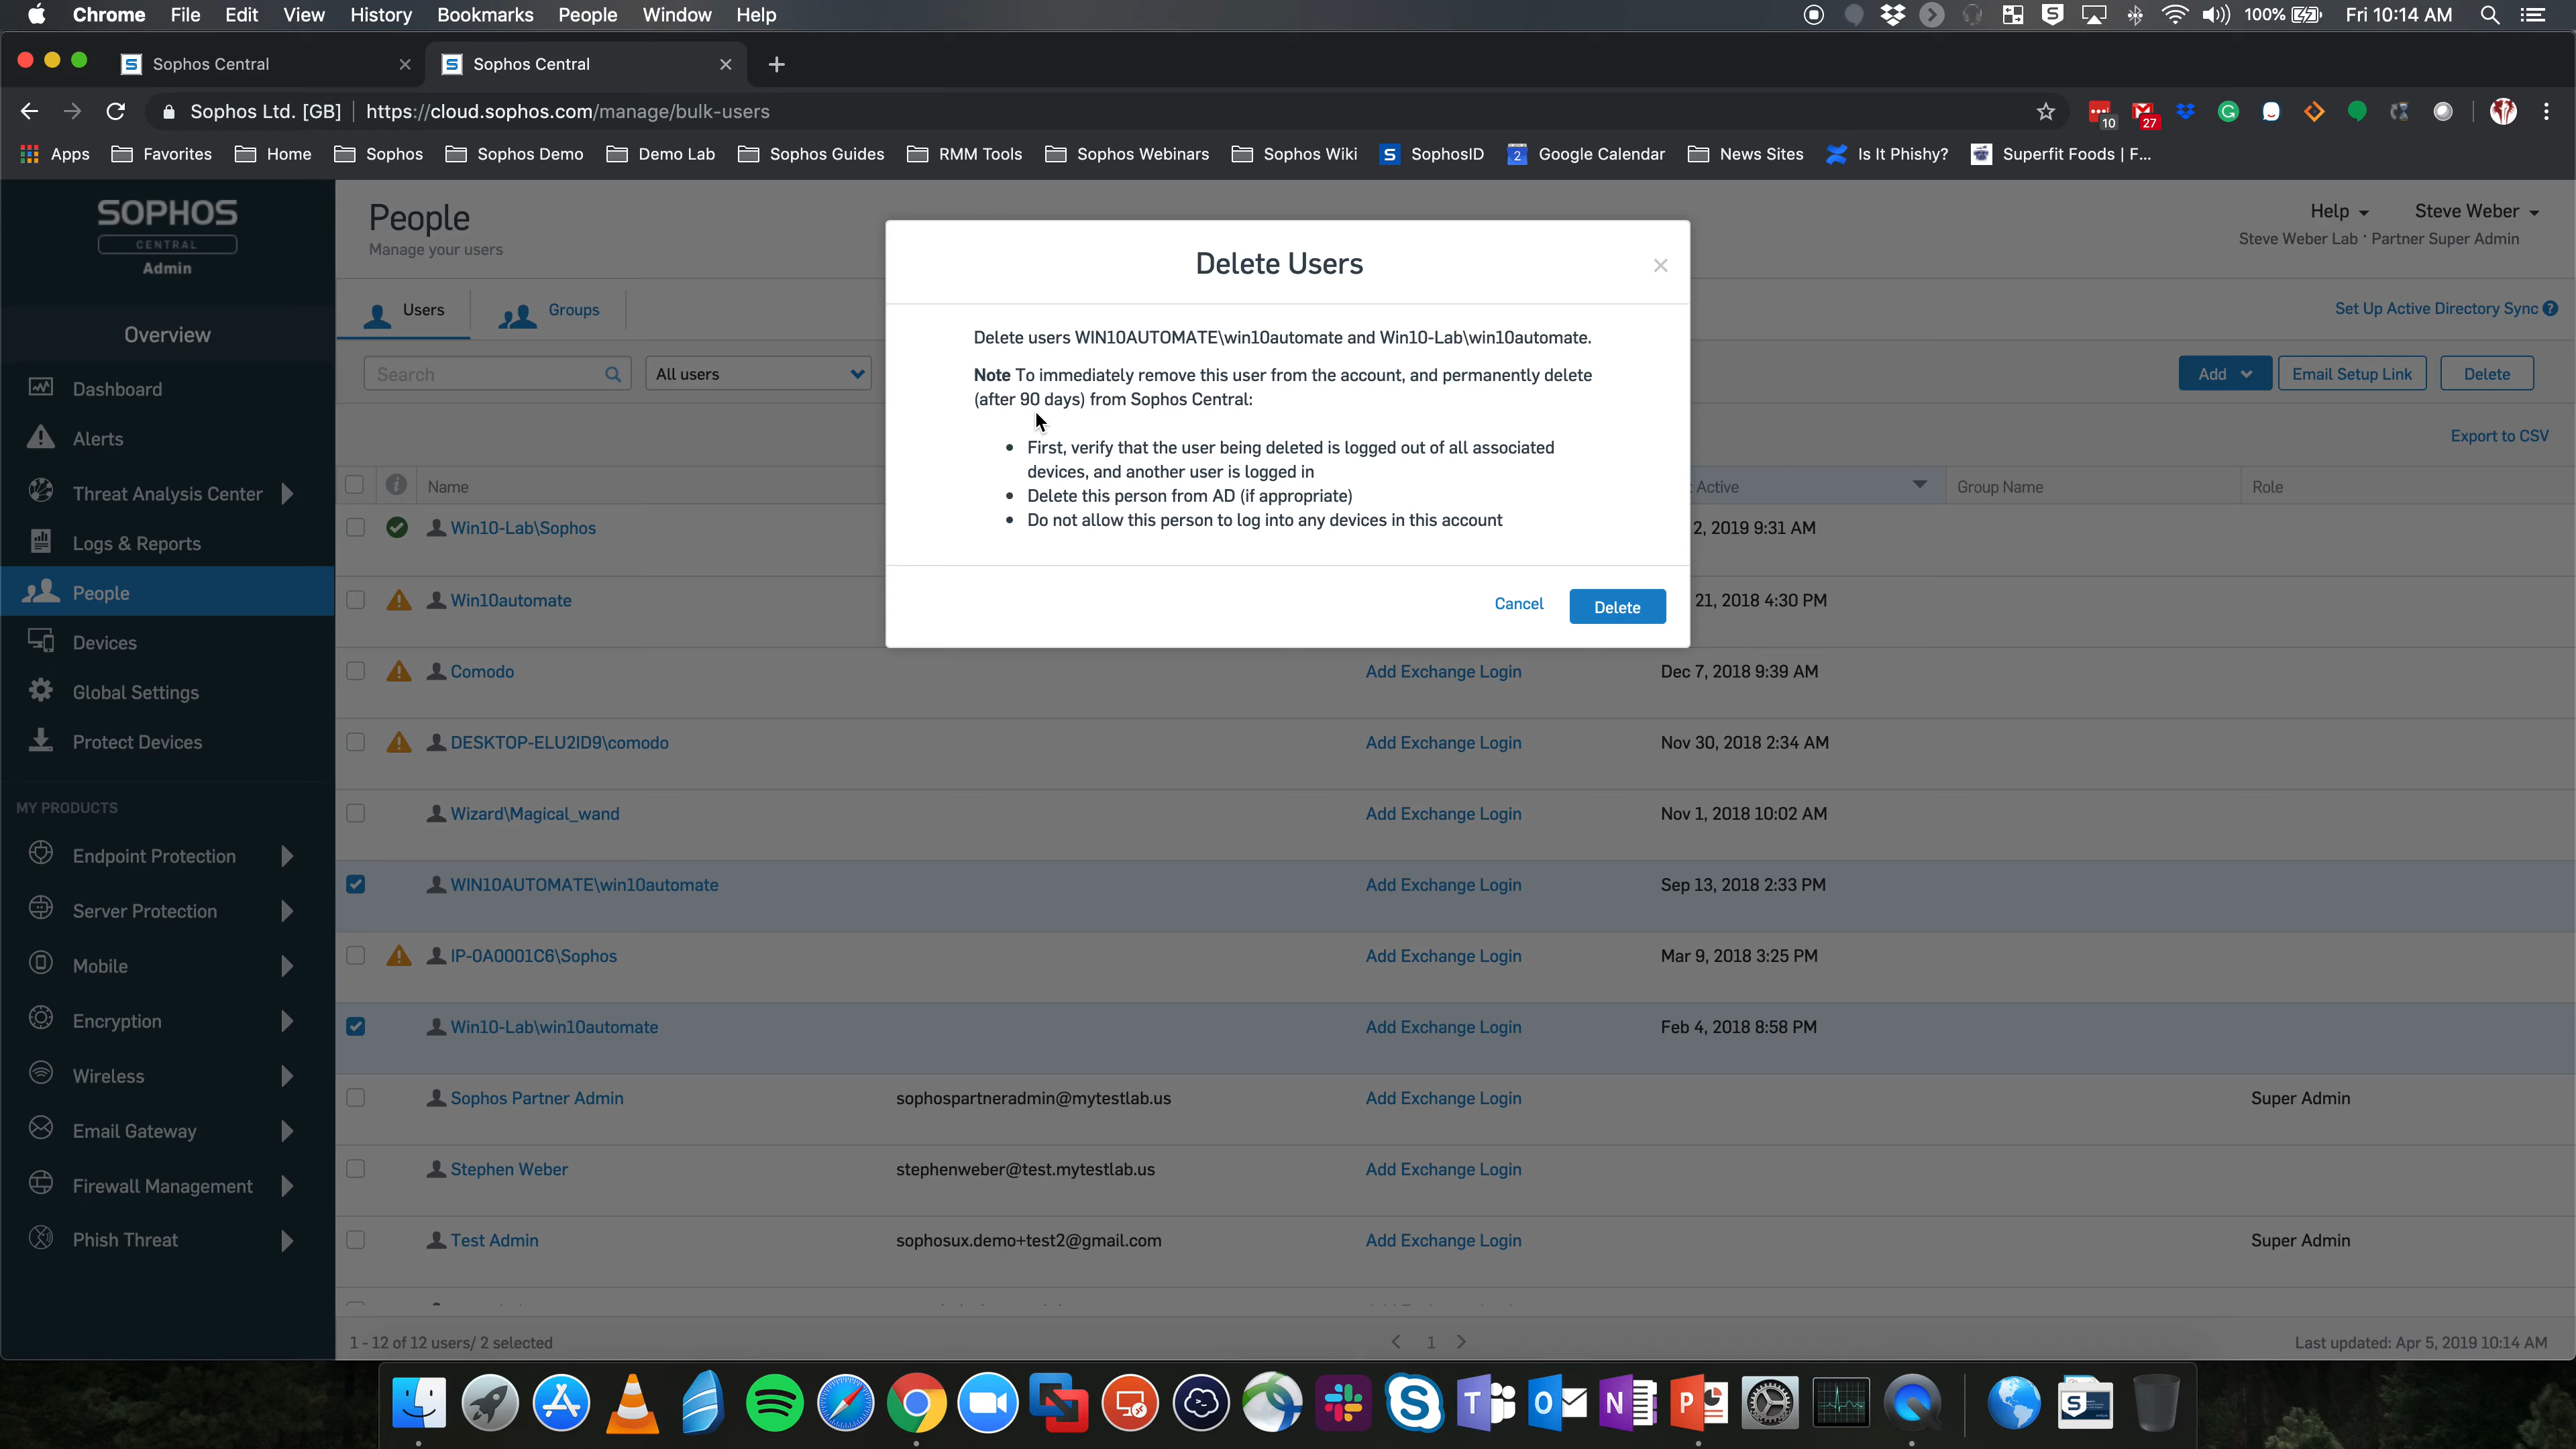 Chrome File Edit View History Bookmarks People Window Help 100% Fri 10:14 AM
Sophos Central Sophos Central
Sophos Ltd. [GB] https://cloud.sophos.com/manage/bulk-users 10 27
Apps Favorites Home Sophos Sophos Demo Demo Lab Sophos Guides RMM Tools Sophos Webinars Sophos Wiki SophosID 2 Google Calendar News Sites Is It Phishy? Superfit Foods | F...
SOPHOS
CENTRAL
Admin
Overview
Dashboard
Alerts
Threat Analysis Center
Logs & Reports
People
Devices
Global Settings
Protect Devices
MY PRODUCTS
Endpoint Protection
Server Protection
Mobile
Encryption
Wireless
Email Gateway
Firewall Management
Phish Threat
People
Manage your users
Help Steve Weber
Steve Weber Lab · Partner Super Admin
Users Groups
Set Up Active Directory Sync
Search All users
Add Email Setup Link Delete
Export to CSV
Delete Users
Delete users WIN10AUTOMATE\win10automate and Win10-Lab\win10automate.
Note To immediately remove this user from the account, and permanently delete
(after 90 days) from Sophos Central:
First, verify that the user being deleted is logged out of all associated
devices, and another user is logged in
Delete this person from AD (if appropriate)
Do not allow this person to log into any devices in this account
Cancel Delete
Name Active Group Name Role
Win10-Lab\Sophos 2, 2019 9:31 AM
Win10automate 21, 2018 4:30 PM
Comodo Add Exchange Login Dec 7, 2018 9:39 AM
DESKTOP-ELU2ID9\comodo Add Exchange Login Nov 30, 2018 2:34 AM
Wizard\Magical_wand Add Exchange Login Nov 1, 2018 10:02 AM
WIN10AUTOMATE\win10automate Add Exchange Login Sep 13, 2018 2:33 PM
IP-0A0001C6\Sophos Add Exchange Login Mar 9, 2018 3:25 PM
Win10-Lab\win10automate Add Exchange Login Feb 4, 2018 8:58 PM
Sophos Partner Admin sophospartneradmin@mytestlab.us Add Exchange Login Super Admin
Stephen Weber stephenweber@test.mytestlab.us Add Exchange Login
Test Admin sophosux.demo+test2@gmail.com Add Exchange Login Super Admin
1 - 12 of 12 users/ 2 selected 1 Last updated: Apr 5, 2019 10:14 AM